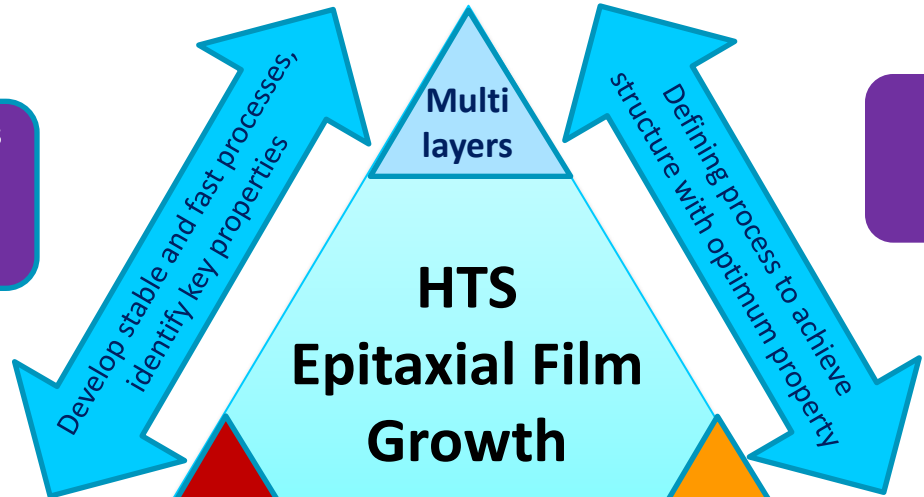 Multi
layers
Develop stable and fast processes,
identify key properties
Defining process to achieve
structure with optimum property
HTS
Epitaxial Film
Growth